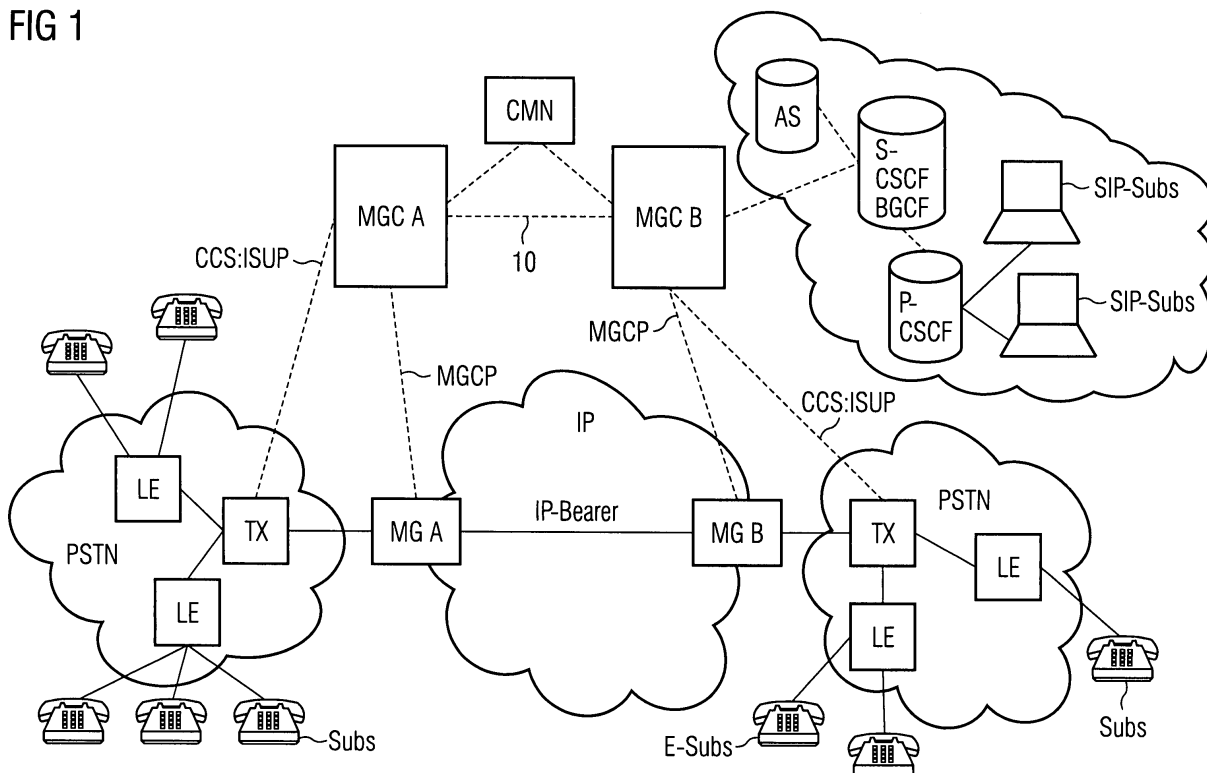 FIG 1
CMN
AS
S-
CSCF
BGCF
MGC A
MGC B
10
SIP-Subs
CCS:ISUP
P-
CSCF
SIP-Subs
MGCP
MGCP
CCS:ISUP
IP
LE
PSTN
TX
MG A
IP-Bearer
MG B
TX
PSTN
LE
LE
LE
Subs
E-Subs
Subs